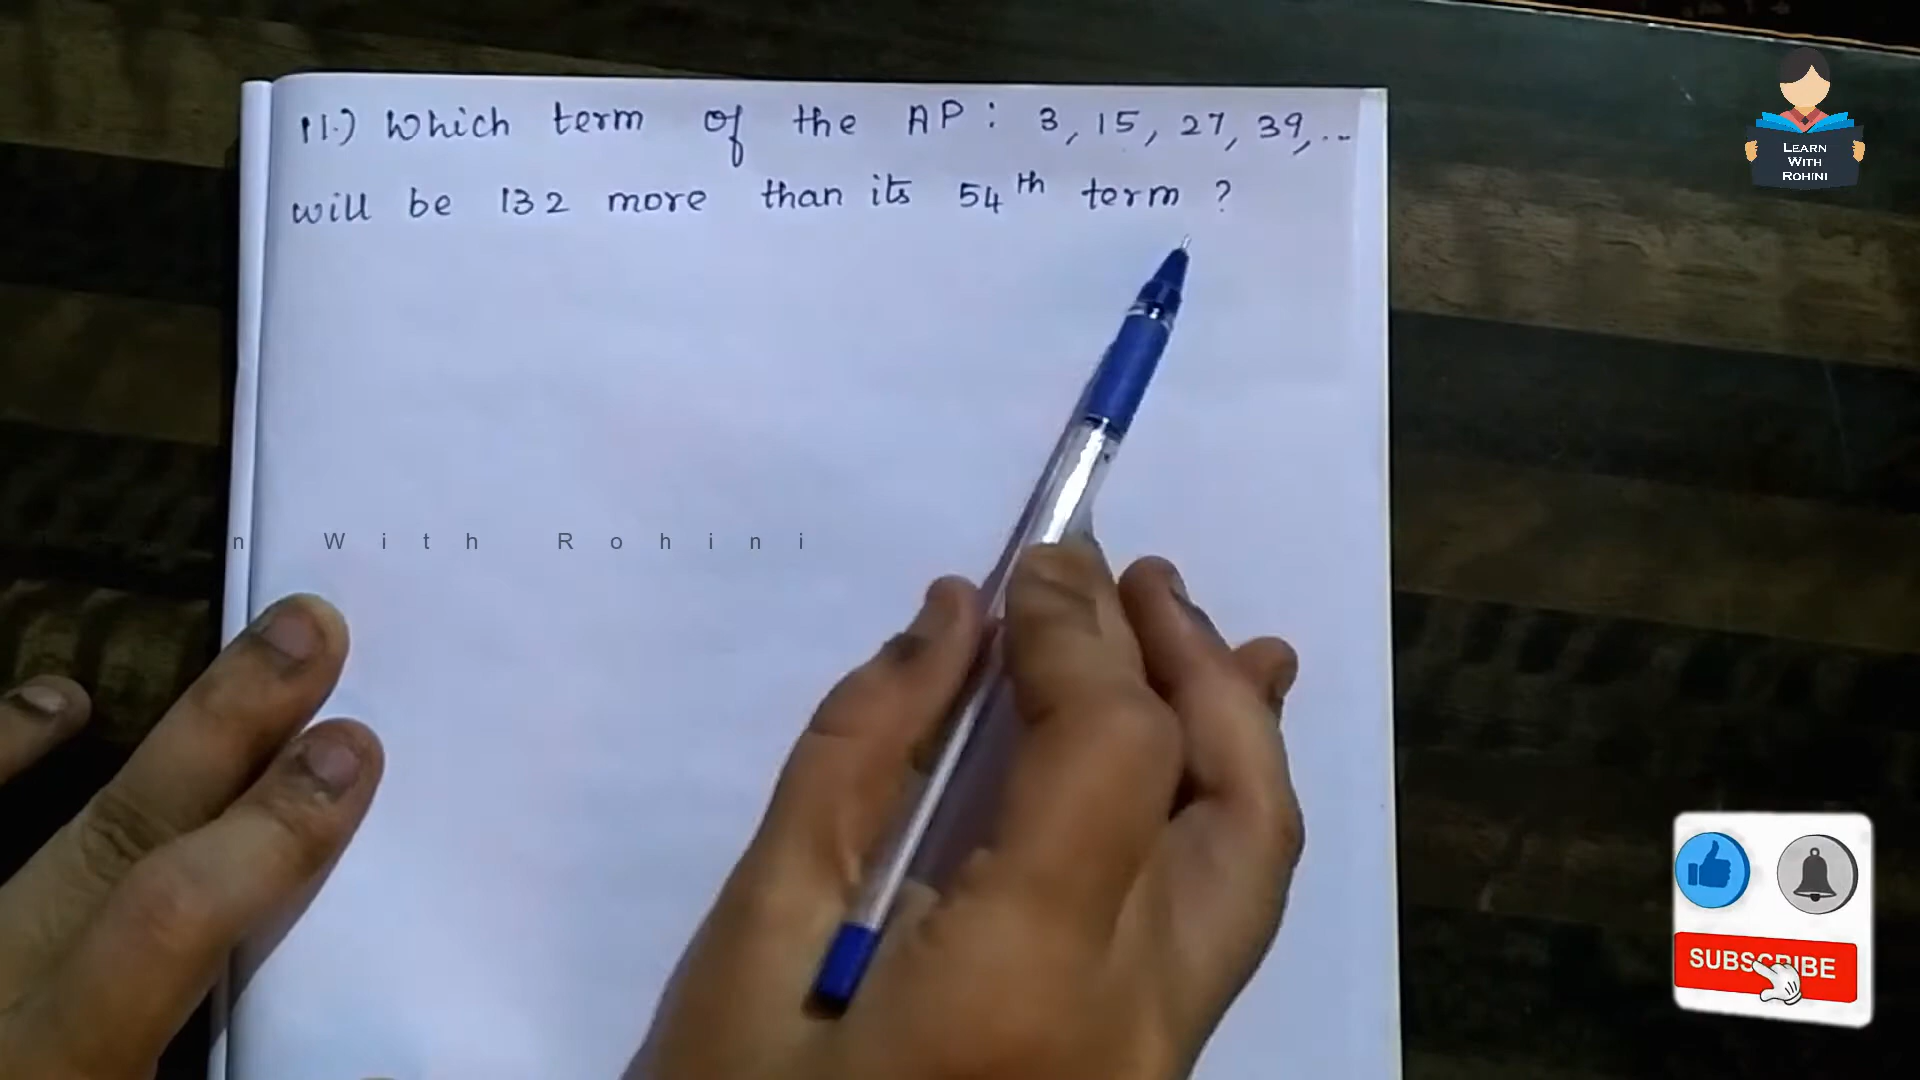 11.) Which term of the AP : 3, 15, 27, 39, ...
will be 132 more than its 54th term ?
LEARN
WITH
ROHINI
n With Rohini
SUBSCRIBE